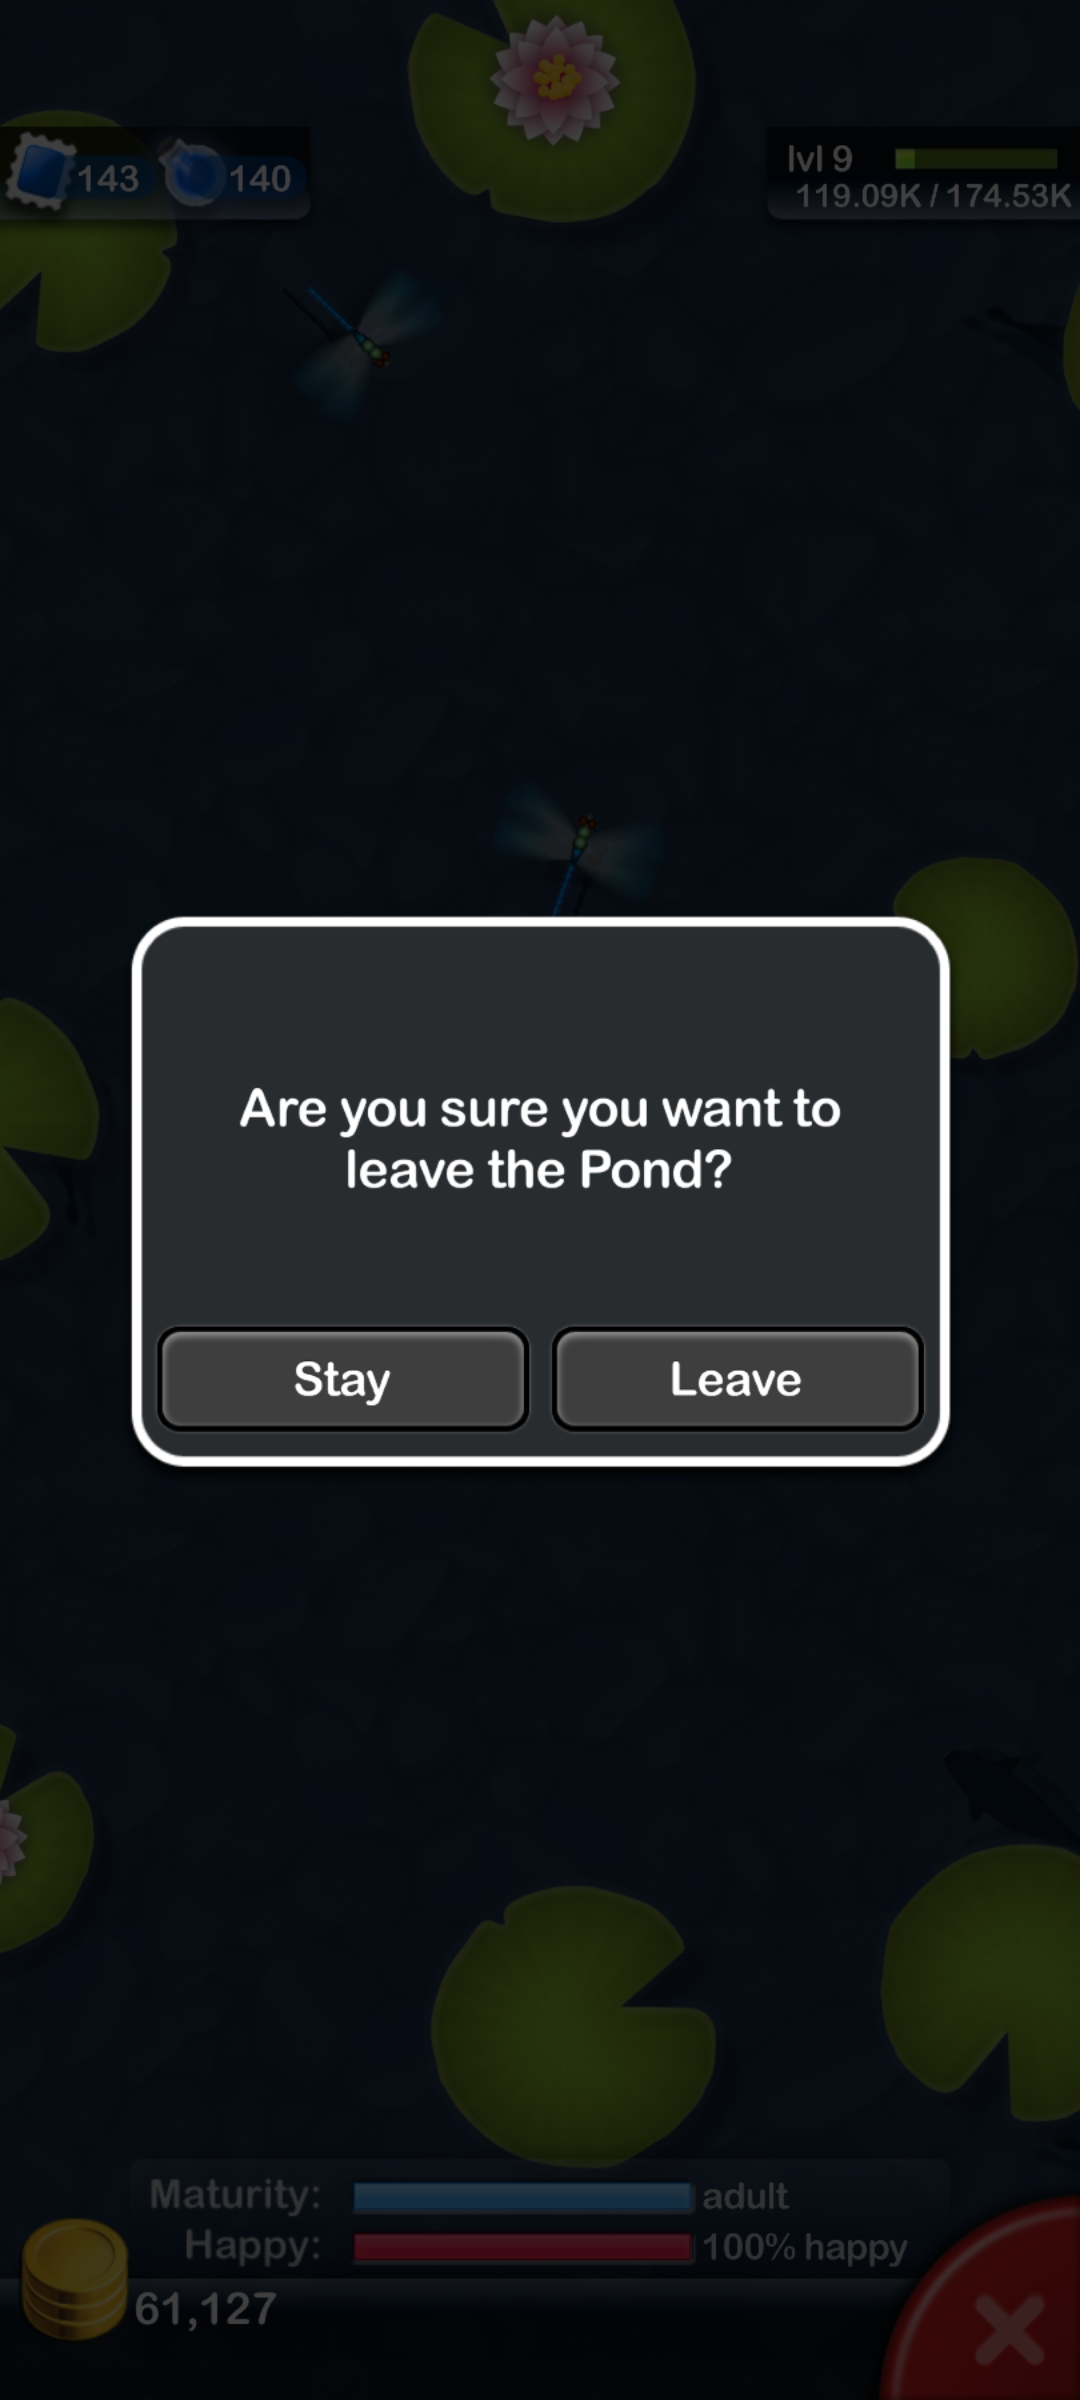 143 140
lvl 9
119.09K / 174.53K
Are you sure you want to
leave the Pond?
Stay Leave
Maturity: adult
Happy: 100% happy
61,127